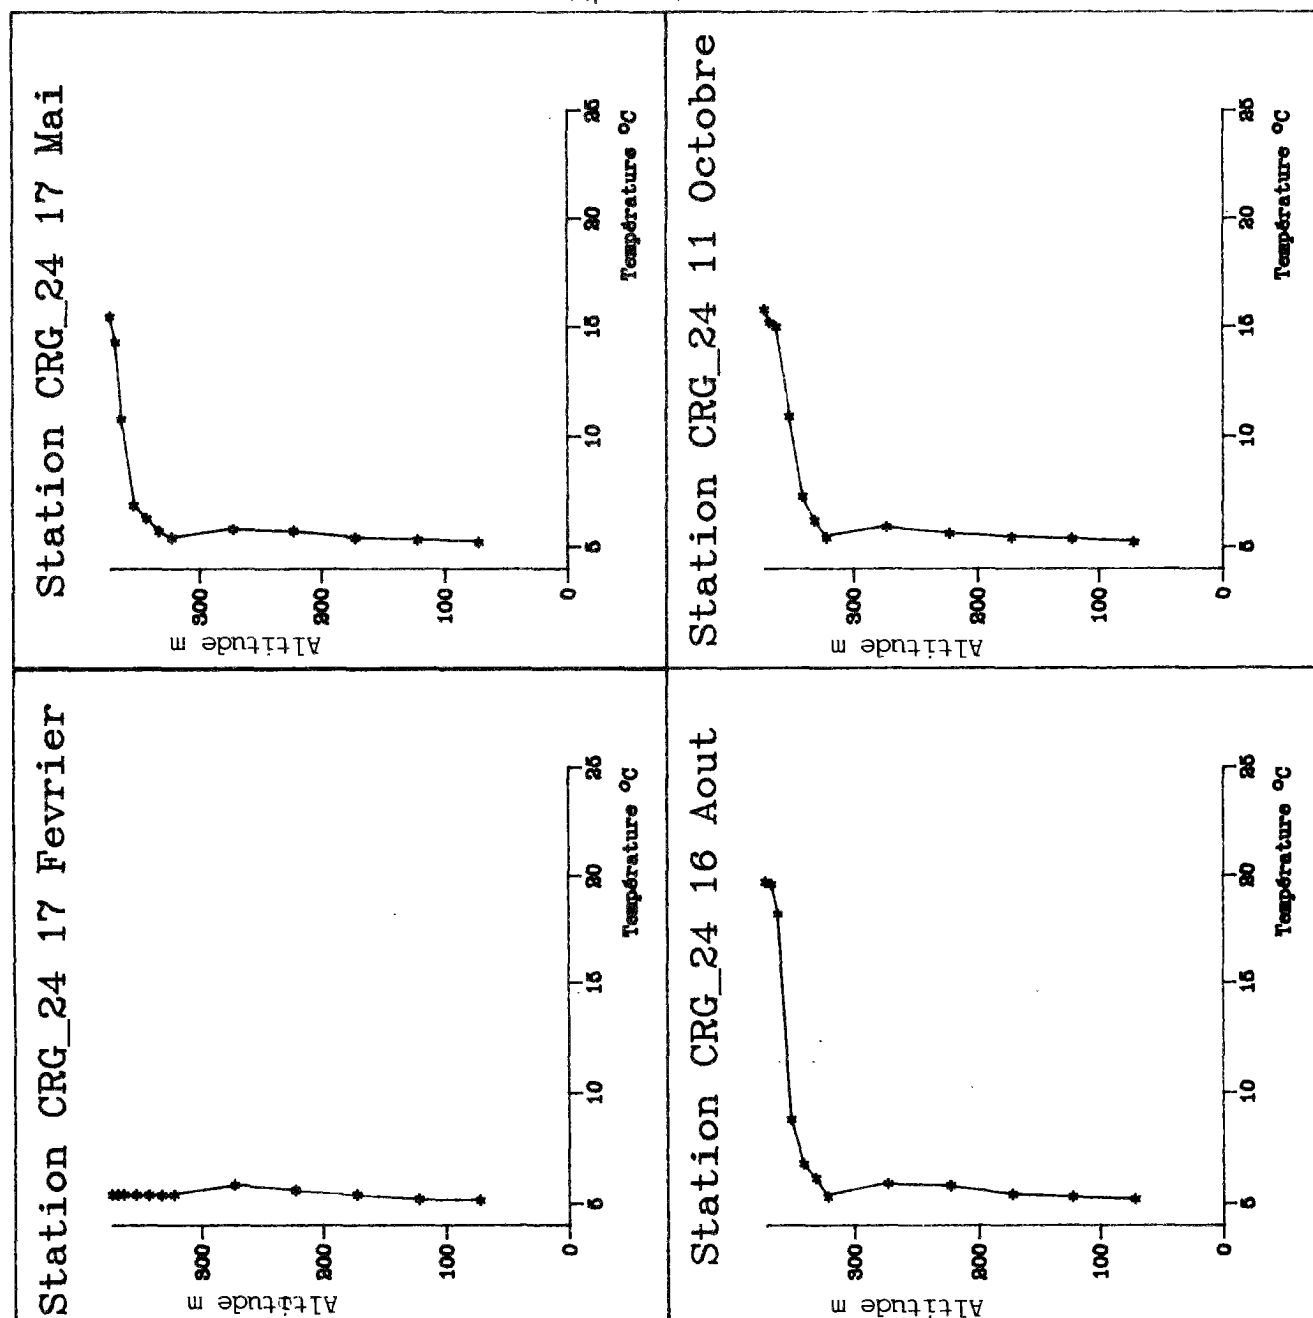 Station CRG_24 17 Fevrier
Altitude m
300
200
100
0
5 10 15 20 25
Température °C
Station CRG_24 17 Mai
Altitude m
300
200
100
0
5 10 15 20 25
Température °C
Station CRG_24 16 Aout
Altitude m
300
200
100
0
5 10 15 20 25
Température °C
Station CRG_24 11 Octobre
Altitude m
300
200
100
0
5 10 15 20 25
Température °C